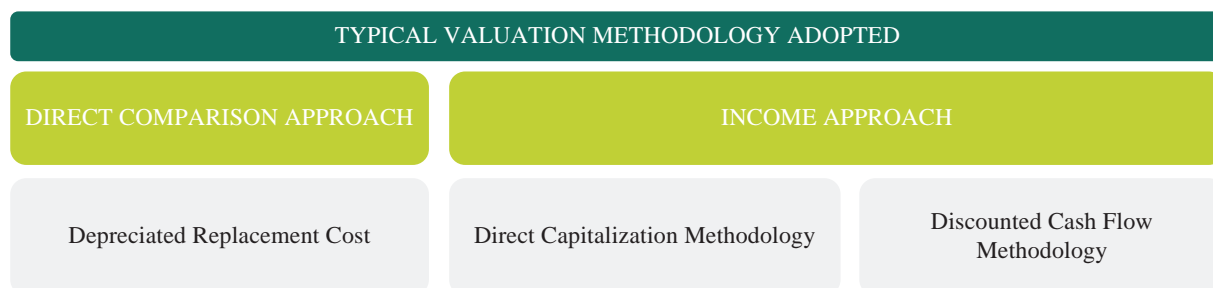 TYPICAL VALUATION METHODOLOGY ADOPTED
DIRECT COMPARISON APPROACH
INCOME APPROACH
Depreciated Replacement Cost
Direct Capitalization Methodology
Discounted Cash Flow
Methodology